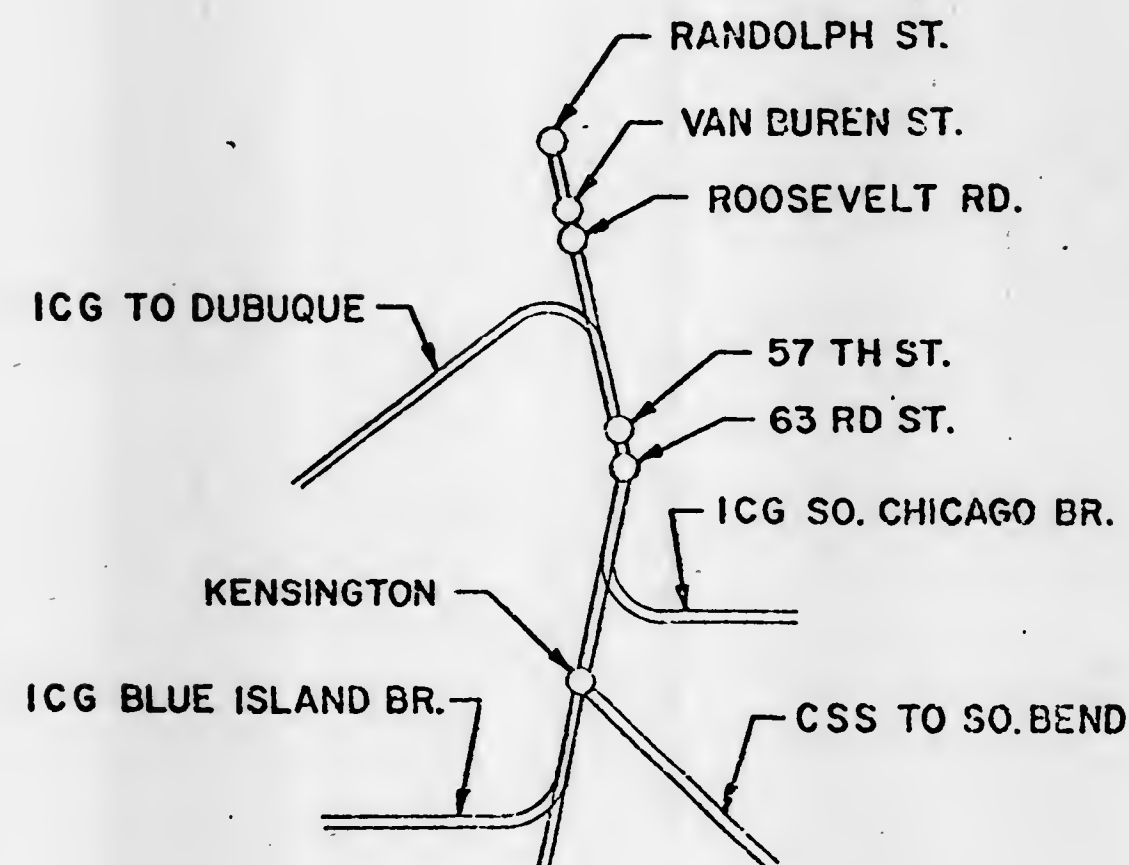 RANDOLPH ST.
VAN BUREN ST.
ROOSEVELT RD.
ICG TO DUBUQUE
57 TH ST.
63 RD ST.
ICG SO. CHICAGO BR.
KENSINGTON
ICG BLUE ISLAND BR.
CSS TO SO. BEND